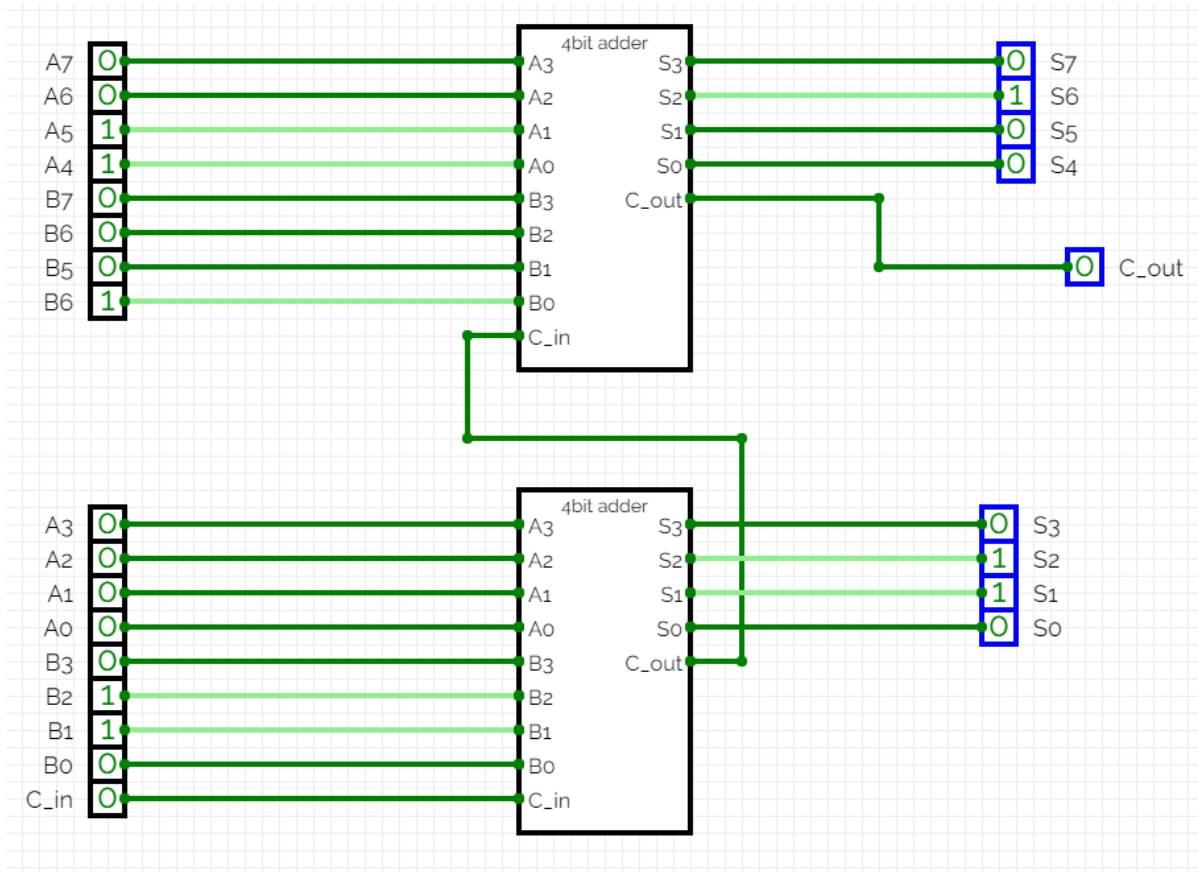 4bit adder
A7 0 A3 S3 0 S7
A6 0 A2 S2 1 S6
A5 1 A1 S1 0 S5
A4 1 A0 S0 0 S4
B7 0 B3 C_out
B6 0 B2
B5 0 B1 0 C_out
B6 1 B0
C_in
4bit adder
A3 0 A3 S3 0 S3
A2 0 A2 S2 1 S2
A1 0 A1 S1 1 S1
A0 0 A0 S0 0 S0
B3 0 B3 C_out
B2 1 B2
B1 1 B1
B0 0 B0
C_in 0 C_in